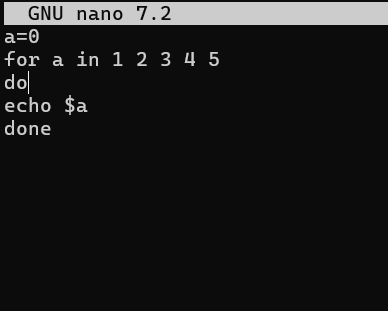 GNU nano 7.2
a=0
for a in 1 2 3 4 5
do
echo $a
done